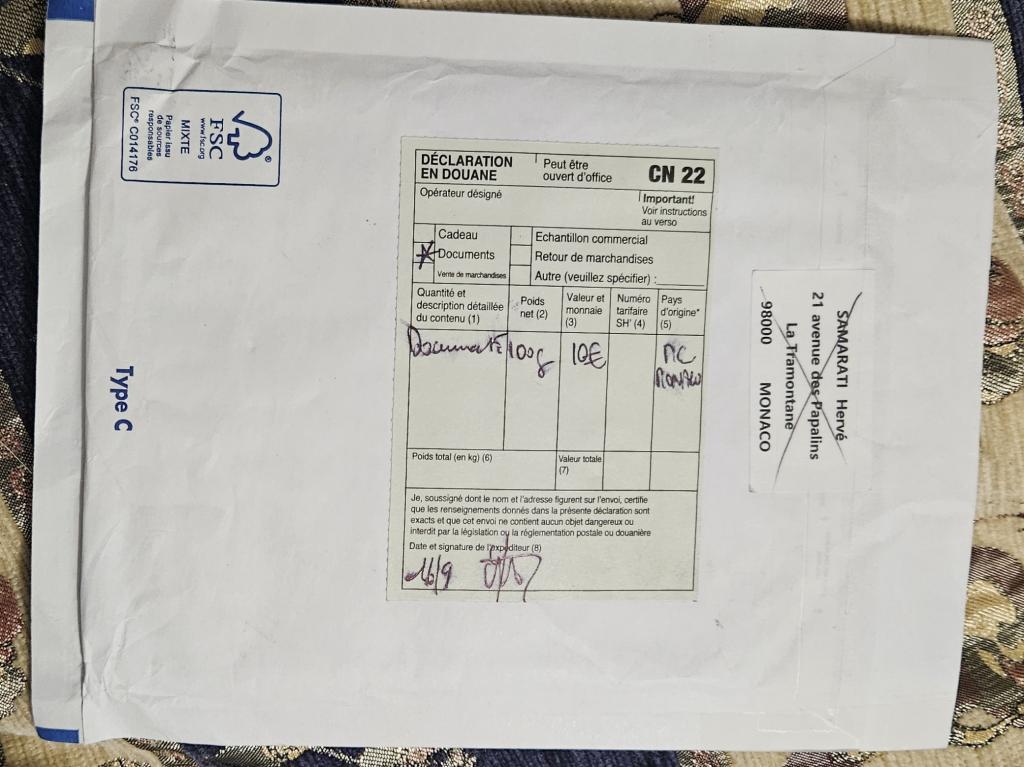 FSC
®
www.fsc.org
MIXTE
Papier issu
de sources
responsables
FSC® C014176
Type C
DÉCLARATION
EN DOUANE
Peut être
ouvert d'office
CN 22
Opérateur désigné
Important!
Voir instructions
au verso
Cadeau
Documents
Vente de marchandises
Echantillon commercial
Retour de marchandises
Autre (veuillez spécifier) :
Quantité et
description détaillée
du contenu (1)
Poids
net (2)
Valeur et
monnaie
(3)
Numéro
tarifaire
SH* (4)
Pays
d'origine*
(5)
Documents
100g
10€
MC
MONACO
Poids total (en kg) (6)
Valeur totale
(7)
Je, soussigné dont le nom et l'adresse figurent sur l'envoi, certifie
que les renseignements donnés dans la présente déclaration sont
exacts et que cet envoi ne contient aucun objet dangereux ou
interdit par la législation ou la réglementation postale ou douanière
Date et signature de l'expéditeur (8)
16/9
SAMARATI Hervé
21 avenue des Papalins
La Tramontane
98000 MONACO